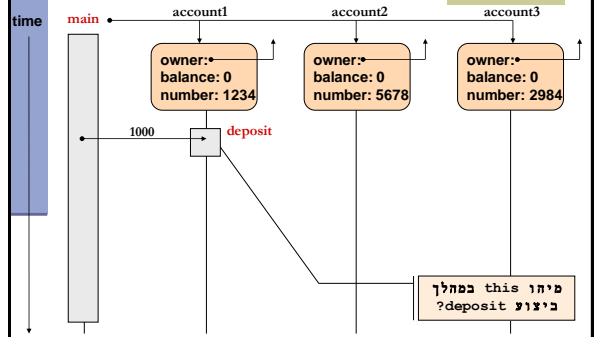 time
main
account1
account2
account3
owner:
balance: 0
number: 1234
owner:
balance: 0
number: 5678
owner:
balance: 0
number: 2984
1000
deposit
מיהו this במהלך
ביצוע deposit?